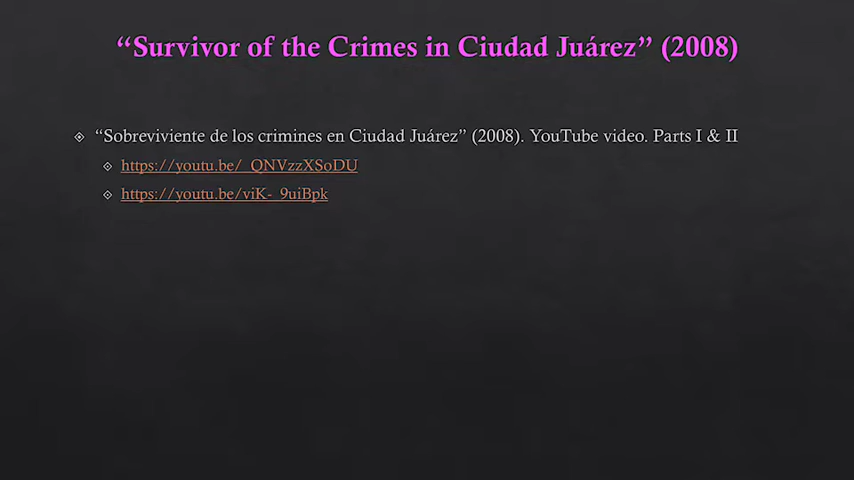 “Survivor of the Crimes in Ciudad Juárez” (2008)
“Sobreviviente de los crimines en Ciudad Juárez” (2008). YouTube video. Parts I & II
https://youtu.be/_QNVzzXSoDU
https://youtu.be/viK-_9uiBpk